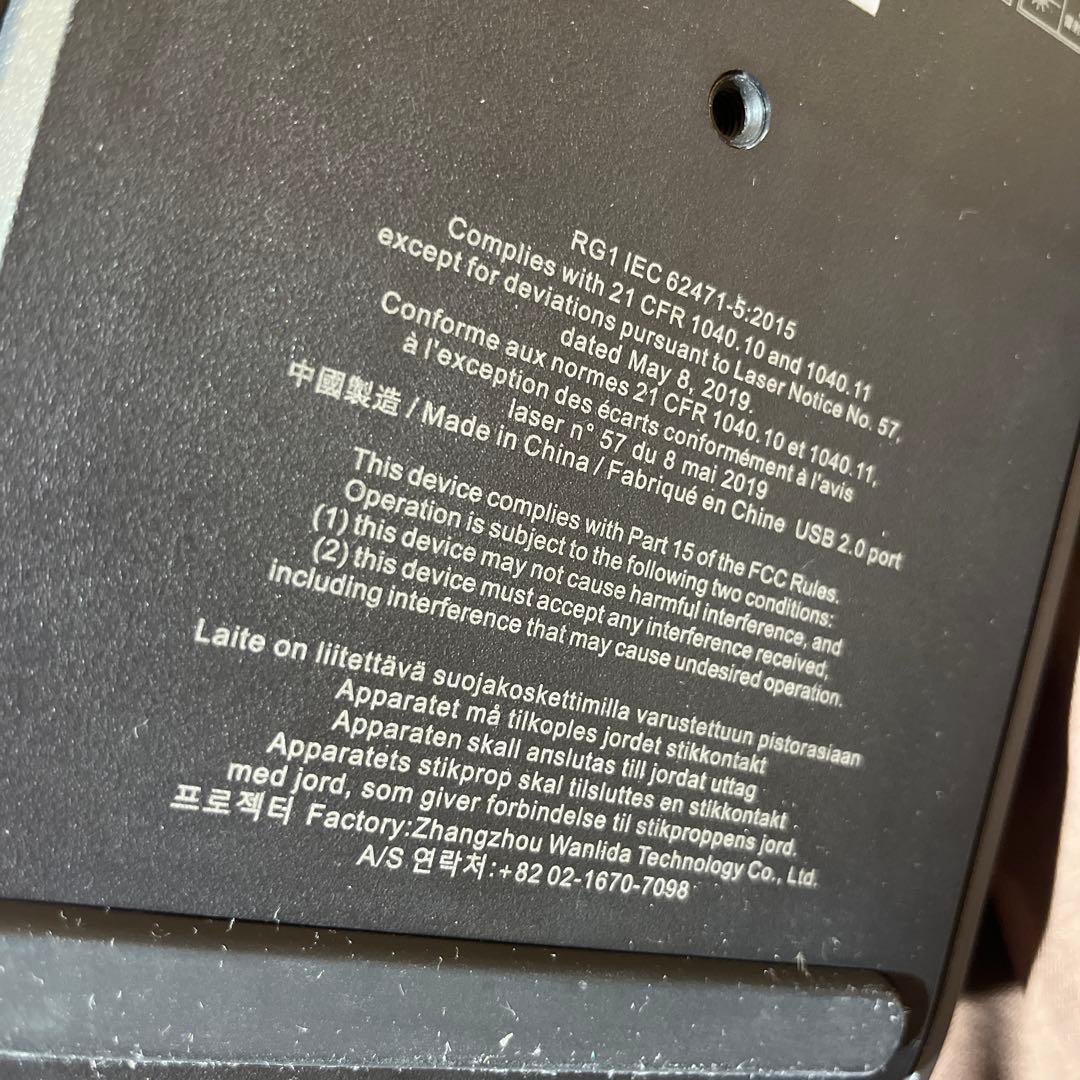 RG1 IEC 62471-5:2015
Complies with 21 CFR 1040.10 and 1040.11
except for deviations pursuant to Laser Notice No. 57,
dated May 8, 2019.
Conforme aux normes 21 CFR 1040.10 et 1040.11,
à l'exception des écarts conformément à l'avis
laser n° 57 du 8 mai 2019
中國製造 / Made in China / Fabriqué en Chine USB 2.0 port
This device complies with Part 15 of the FCC Rules.
Operation is subject to the following two conditions:
(1) this device may not cause harmful interference, and
(2) this device must accept any interference received,
including interference that may cause undesired operation.
Laite on liitettävä suojakoskettimilla varustettuun pistorasiaan
Apparatet må tilkoples jordet stikkontakt
Apparaten skall anslutas till jordat uttag
Apparatets stikprop skal tilsluttes en stikkontakt
med jord, som giver forbindelse til stikproppens jord.
프로젝터 Factory:Zhangzhou Wanlida Technology Co., Ltd.
A/S 연락처:+82 02-1670-7098